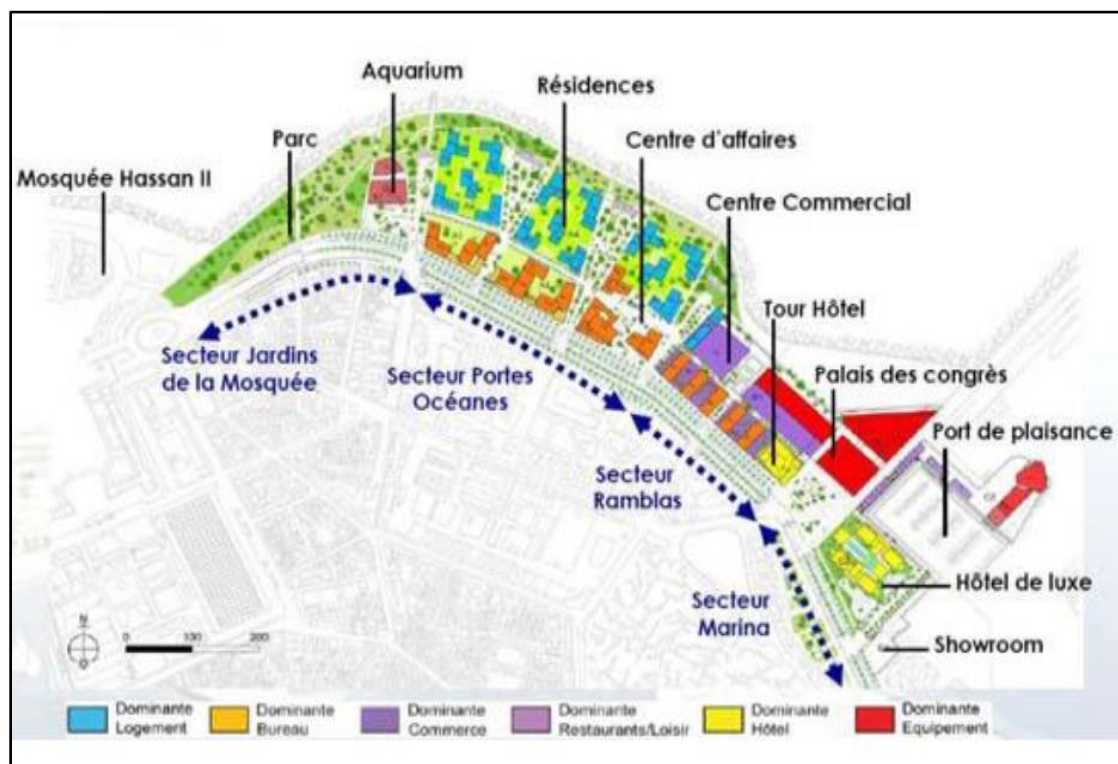 Aquarium
Résidences
Parc
Centre d'affaires
Mosquée Hassan II
Centre Commercial
Tour Hôtel
Secteur Jardins
de la Mosquée
Secteur Portes
Océanes
Palais des congrès
Port de plaisance
Secteur
Ramblas
Hôtel de luxe
Secteur
Marina
Showroom
0 100 200
Dominante
Logement
Dominante
Bureau
Dominante
Commerce
Dominante
Restaurants/Loisir
Dominante
Hôtel
Dominante
Equipement